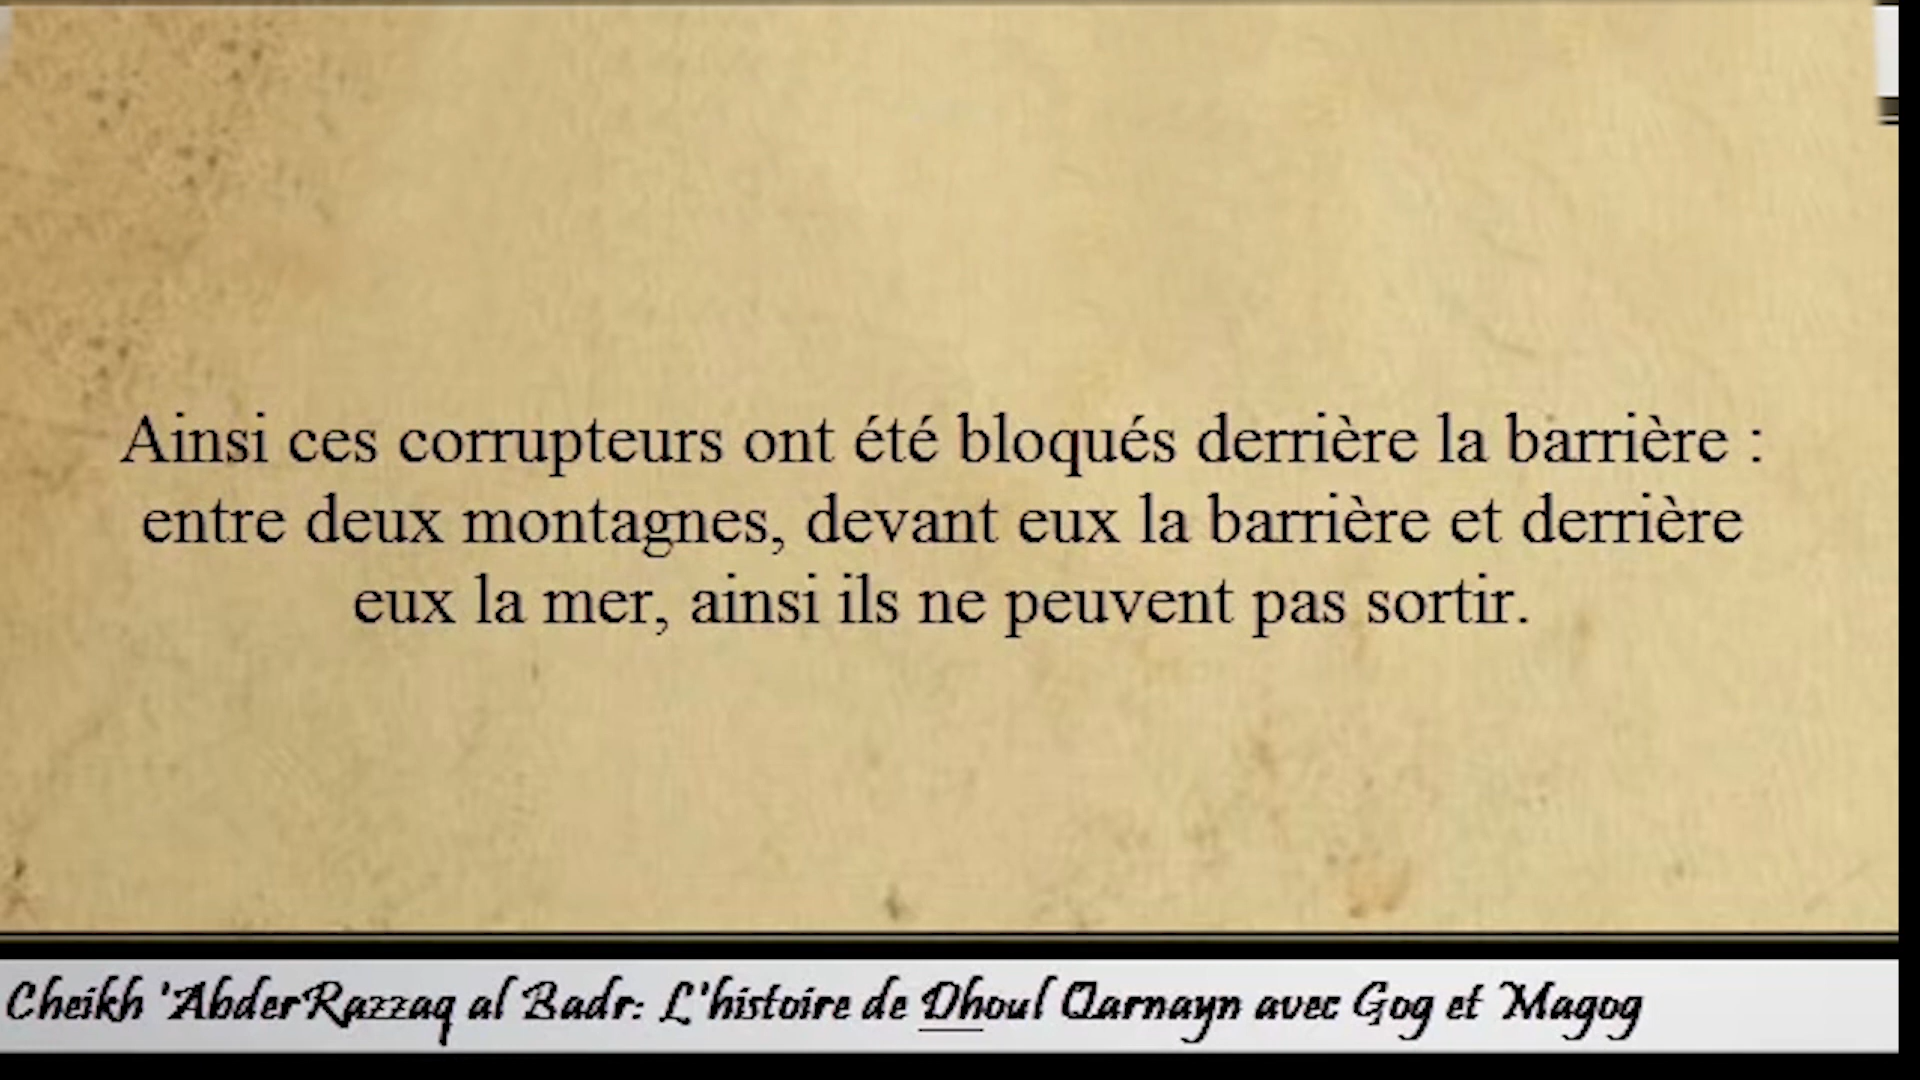 Ainsi ces corrupteurs ont été bloqués derrière la barrière :
entre deux montagnes, devant eux la barrière et derrière
eux la mer, ainsi ils ne peuvent pas sortir.
Cheikh 'AbderRazzaq al Badr: L'histoire de Dhoul Qarnayn avec Gog et Magog